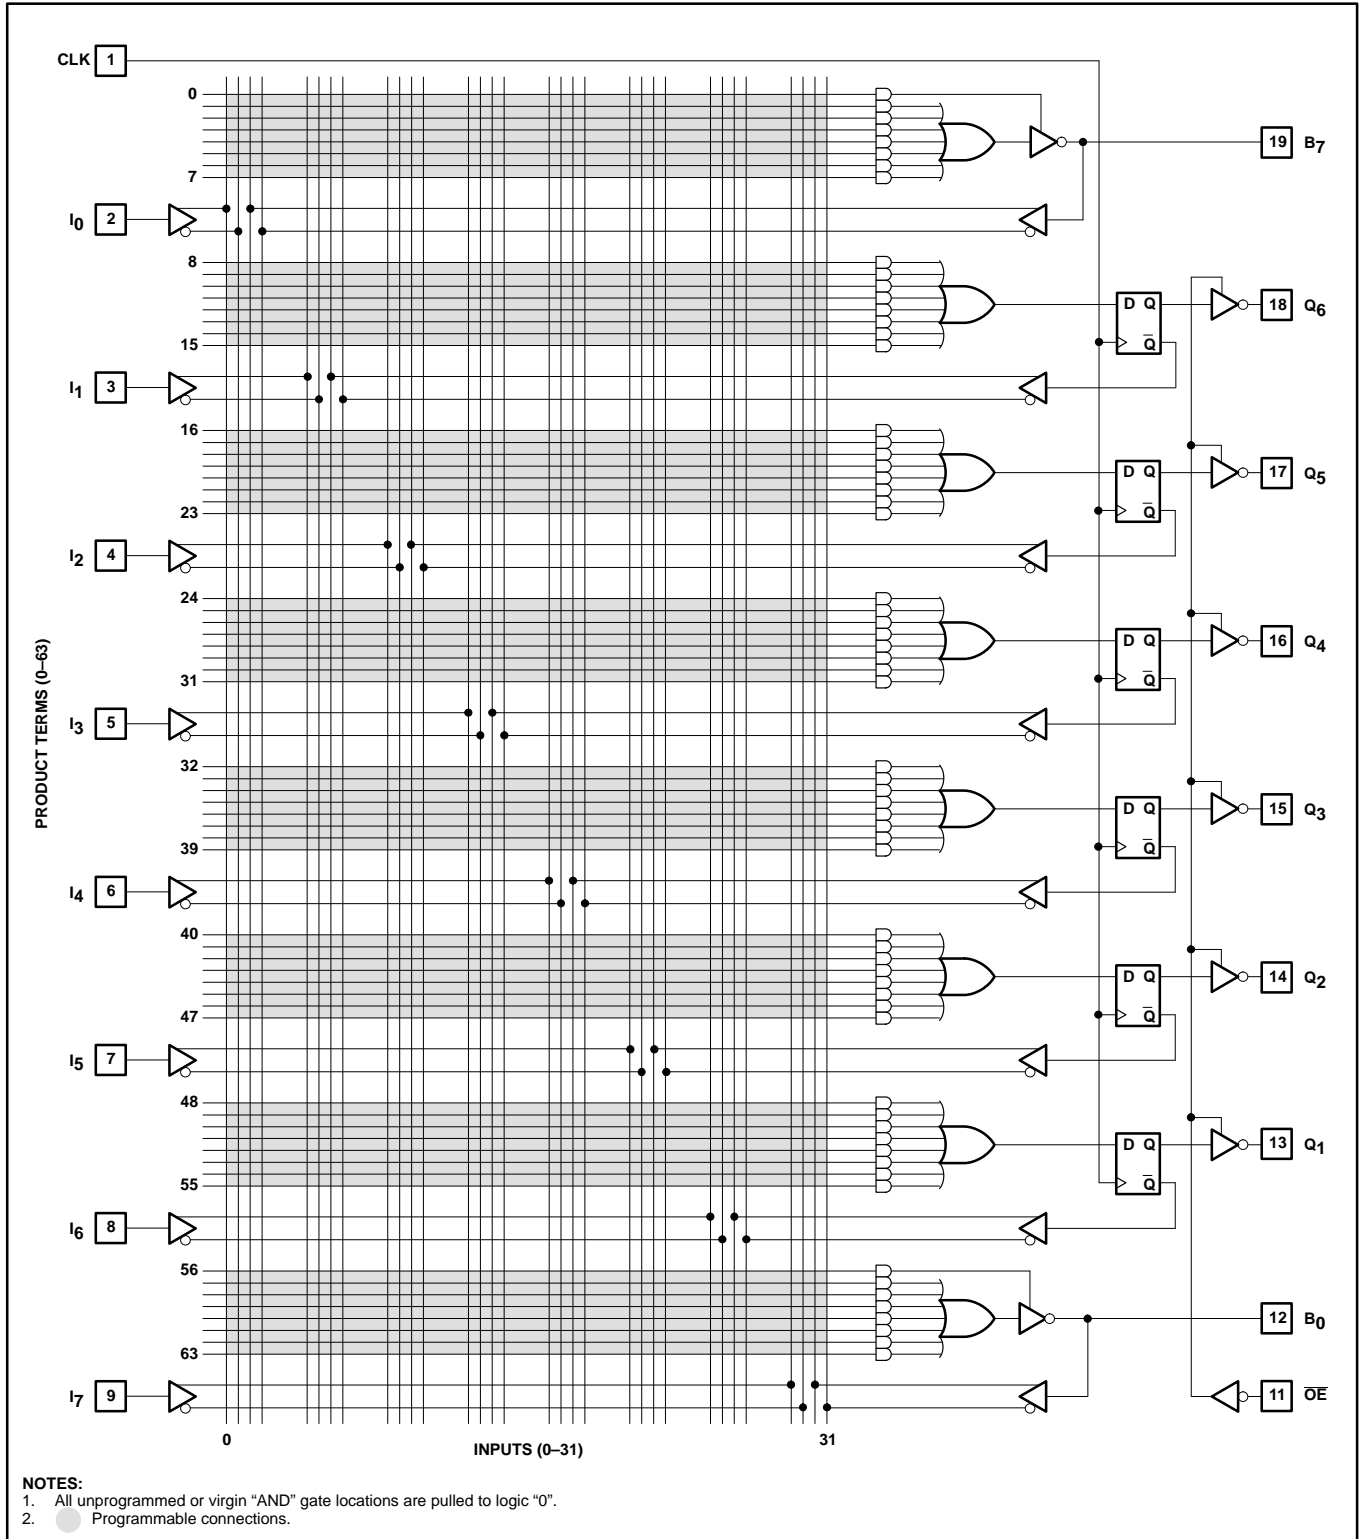 CLK 1
0
19 B7
7
I0 2
8
18 Q6
D Q
Q̅
15
I1 3
16
17 Q5
D Q
Q̅
23
I2 4
24
16 Q4
D Q
Q̅
31
I3 5
PRODUCT TERMS (0–63)
32
15 Q3
D Q
Q̅
39
I4 6
40
14 Q2
D Q
Q̅
47
I5 7
48
13 Q1
D Q
Q̅
55
I6 8
56
12 B0
63
I7 9
11 O̅E̅
0
31
INPUTS (0–31)
NOTES:
1. All unprogrammed or virgin “AND” gate locations are pulled to logic “0”.
2. Programmable connections.